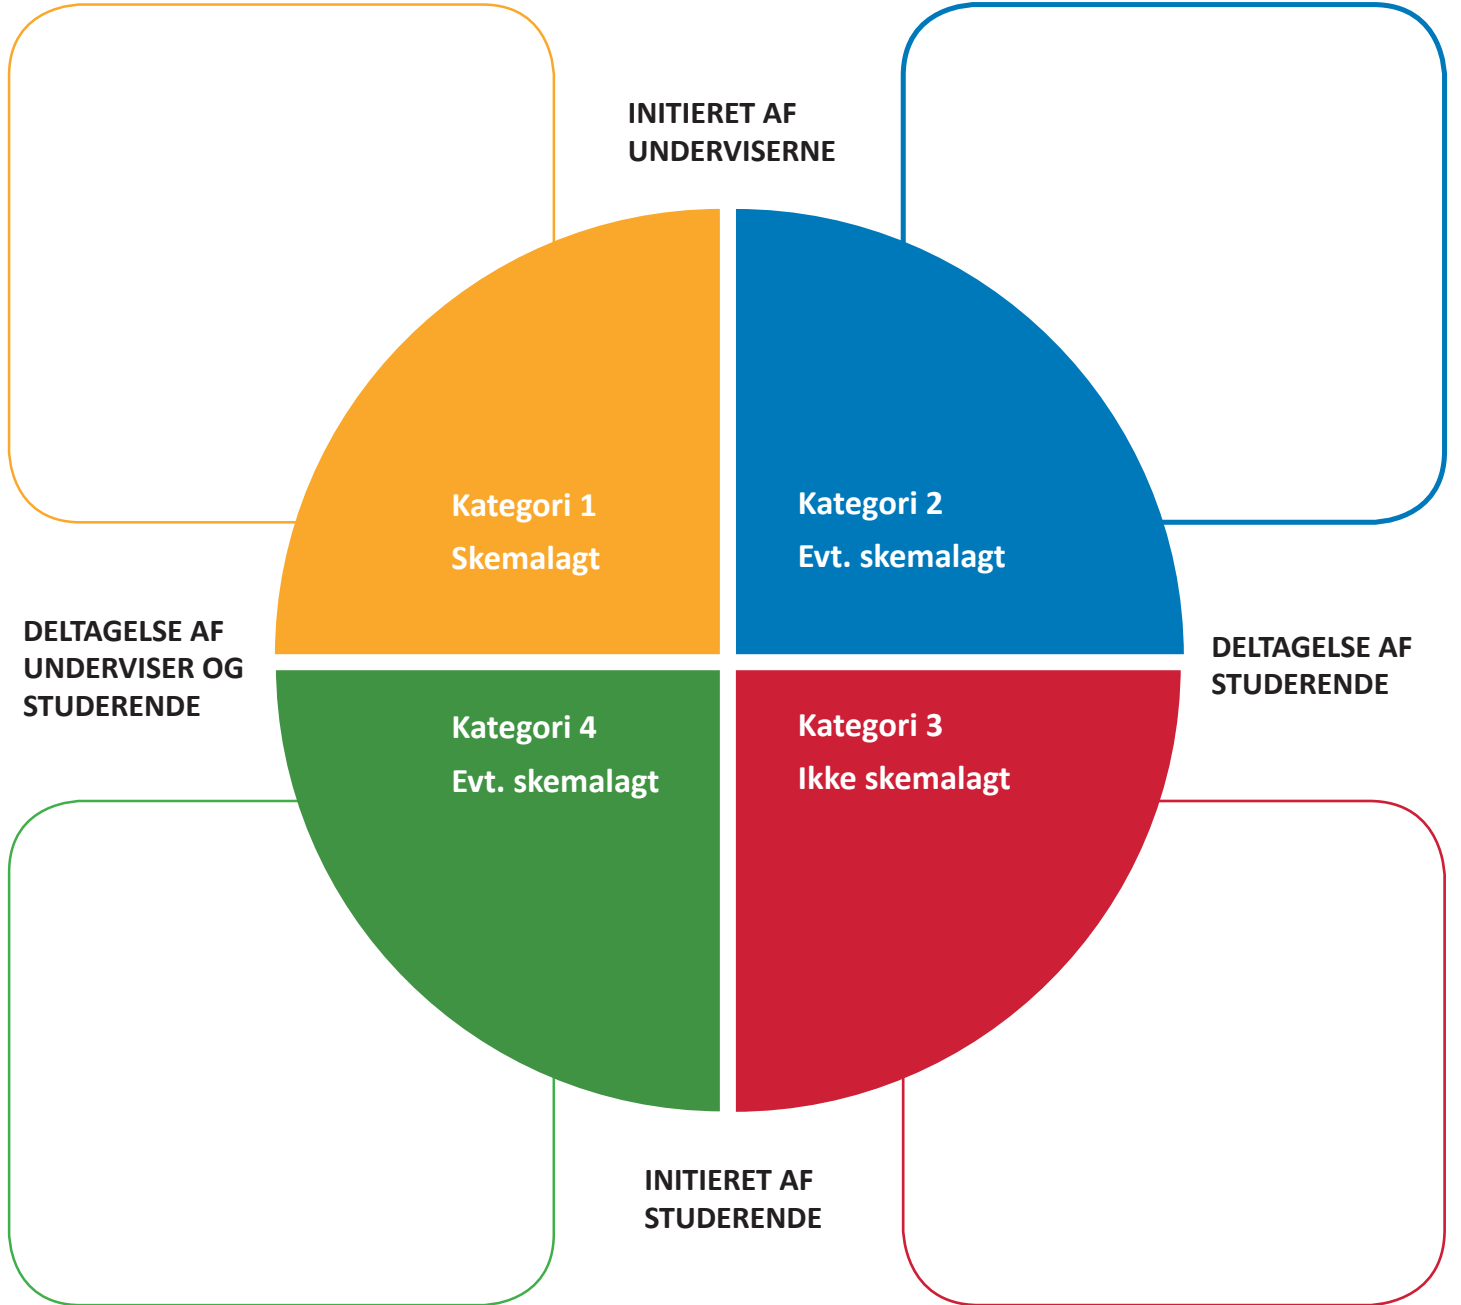 INITIERET AF
UNDERVISERNE
Kategori 1
Skemalagt
Kategori 2
Evt. skemalagt
DELTAGELSE AF
UNDERVISER OG
STUDERENDE
DELTAGELSE AF
STUDERENDE
Kategori 4
Evt. skemalagt
Kategori 3
Ikke skemalagt
INITIERET AF
STUDERENDE